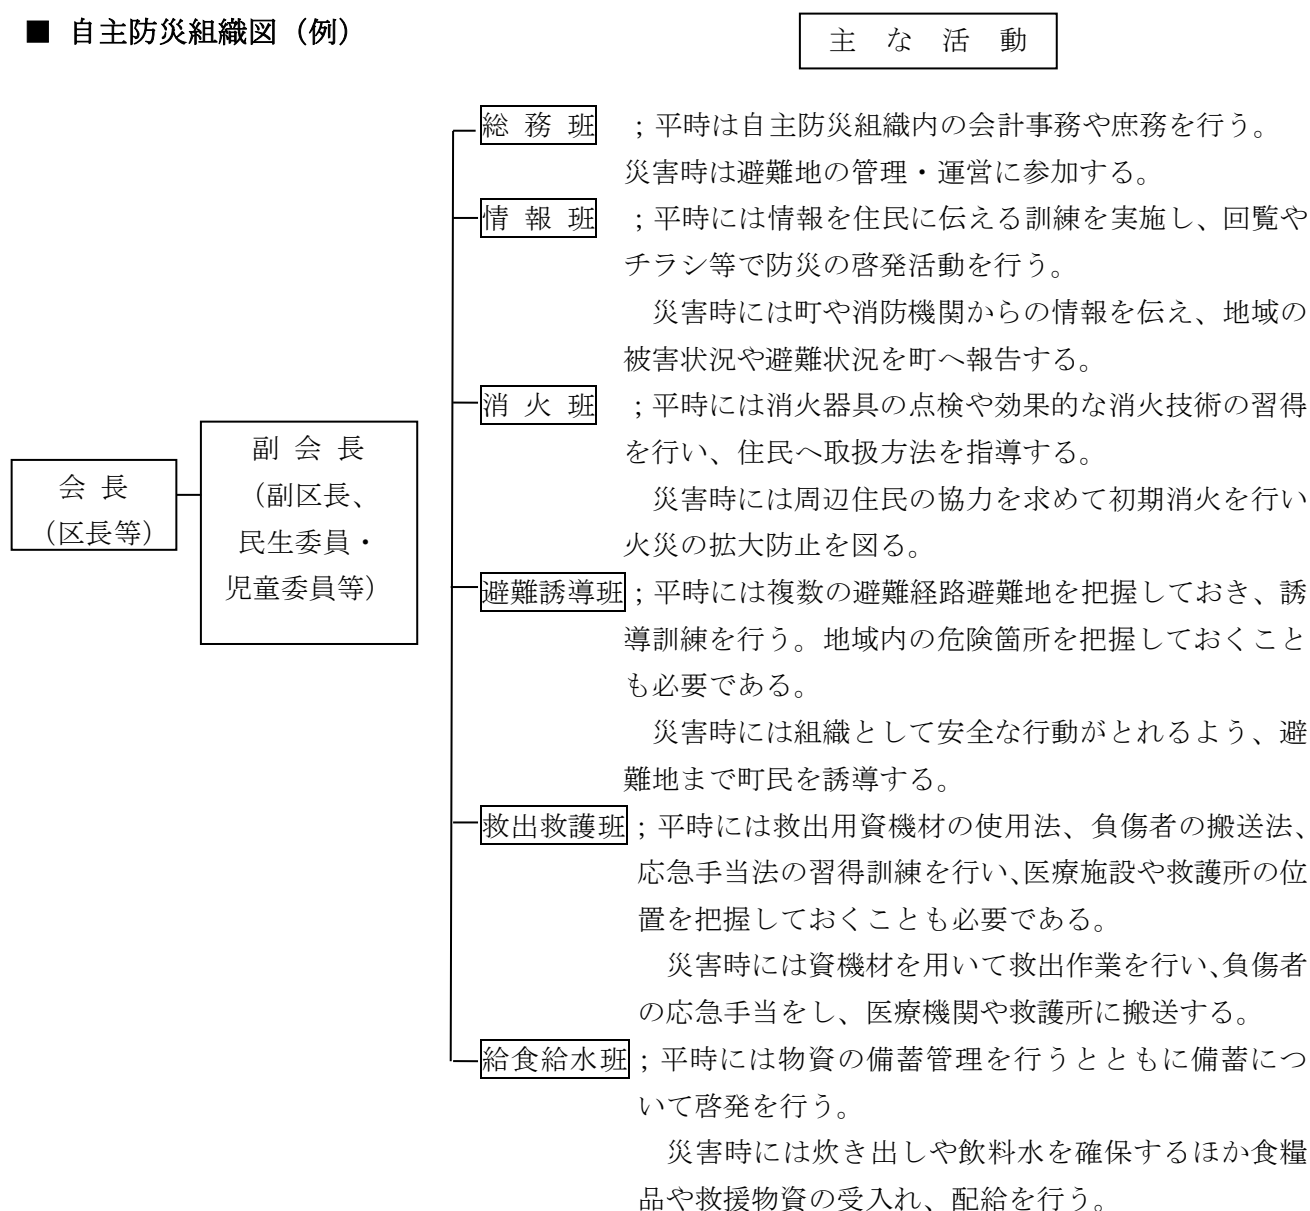 ■ 自主防災組織図（例）
主 な 活 動
総 務 班 ；平時は自主防災組織内の会計事務や庶務を行う。
災害時は避難地の管理・運営に参加する。
情 報 班 ；平時には情報を住民に伝える訓練を実施し、回覧や
チラシ等で防災の啓発活動を行う。
災害時には町や消防機関からの情報を伝え、地域の
被害状況や避難状況を町へ報告する。
消 火 班 ；平時には消火器具の点検や効果的な消火技術の習得
を行い、住民へ取扱方法を指導する。
災害時には周辺住民の協力を求めて初期消火を行い
火災の拡大防止を図る。
会 長
（区長等）
副 会 長
（副区長、
民生委員・
児童委員等）
避難誘導班；平時には複数の避難経路避難地を把握しておき、誘
導訓練を行う。地域内の危険箇所を把握しておくこと
も必要である。
災害時には組織として安全な行動がとれるよう、避
難地まで町民を誘導する。
救出救護班；平時には救出用資機材の使用法、負傷者の搬送法、
応急手当法の習得訓練を行い、医療施設や救護所の位
置を把握しておくことも必要である。
災害時には資機材を用いて救出作業を行い、負傷者
の応急手当をし、医療機関や救護所に搬送する。
給食給水班；平時には物資の備蓄管理を行うとともに備蓄につ
いて啓発を行う。
災害時には炊き出しや飲料水を確保するほか食糧
品や救援物資の受入れ、配給を行う。